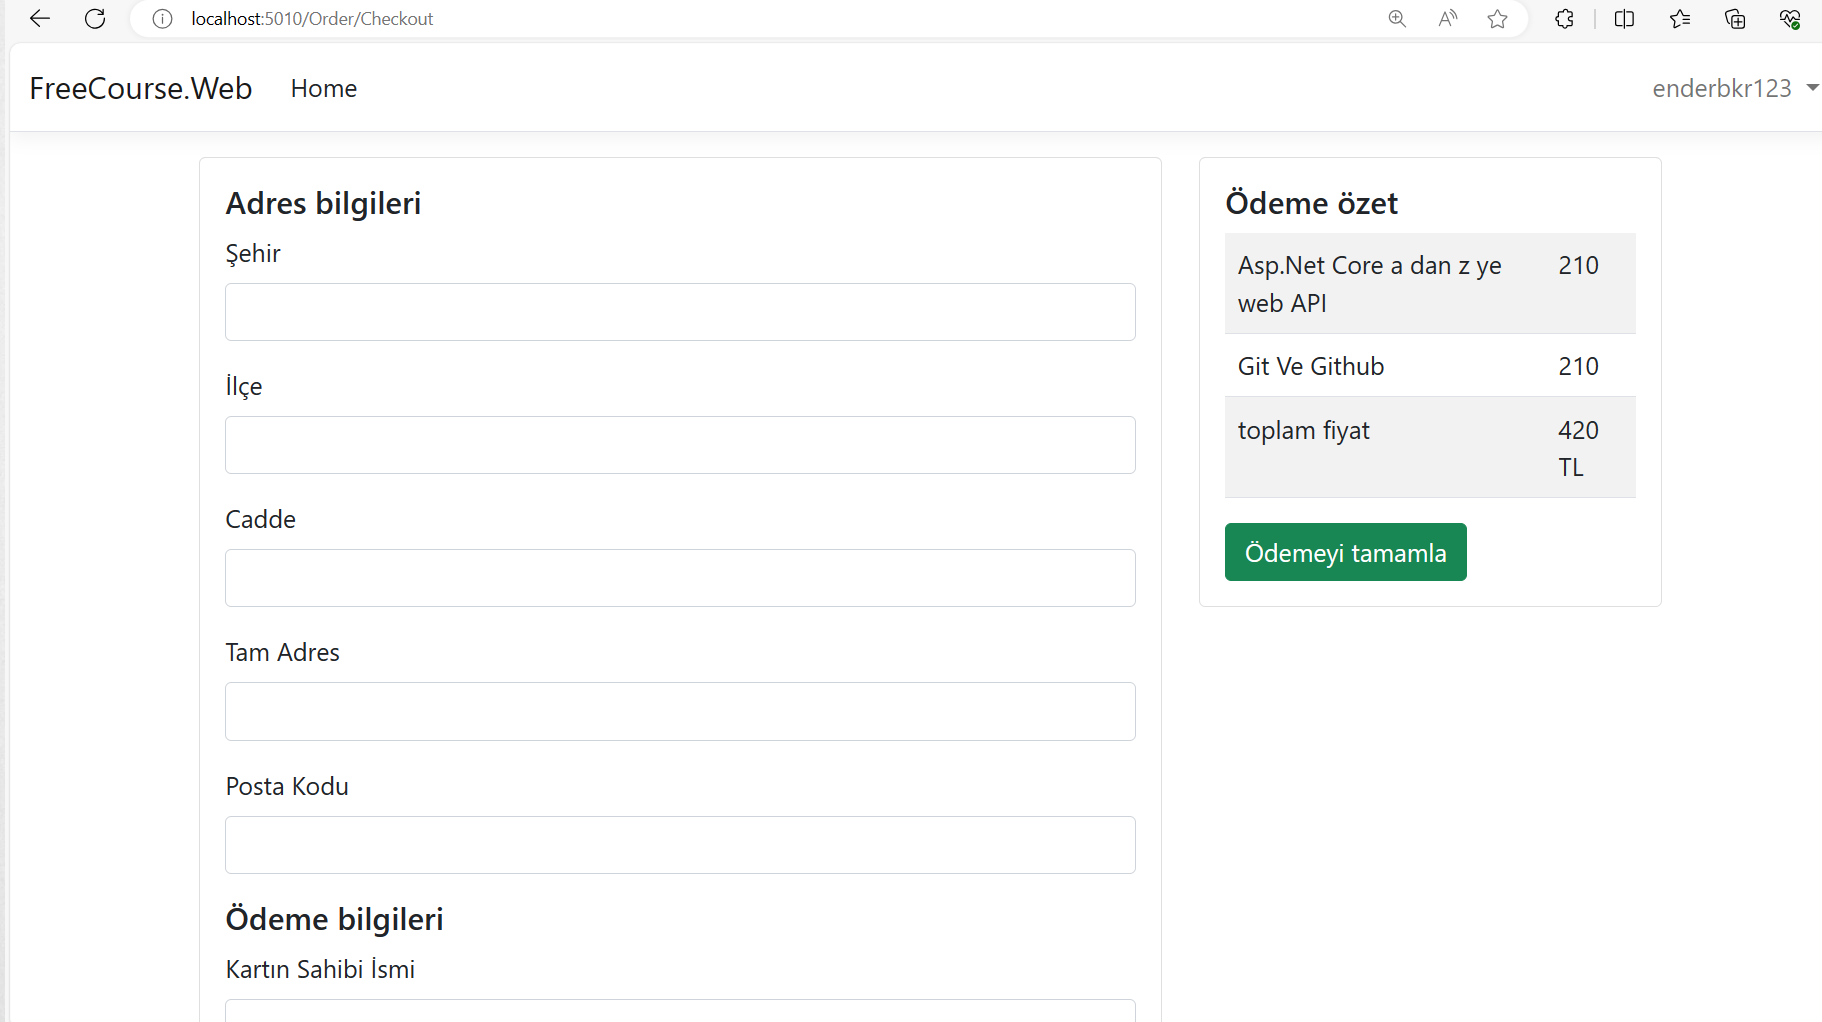 localhost:5010/Order/Checkout
FreeCourse.Web Home enderbkr123
Adres bilgileri
Şehir
İlçe
Cadde
Tam Adres
Posta Kodu
Ödeme bilgileri
Kartın Sahibi İsmi
Ödeme özet
Asp.Net Core a dan z ye 210
web API
Git Ve Github 210
toplam fiyat 420
TL
Ödemeyi tamamla